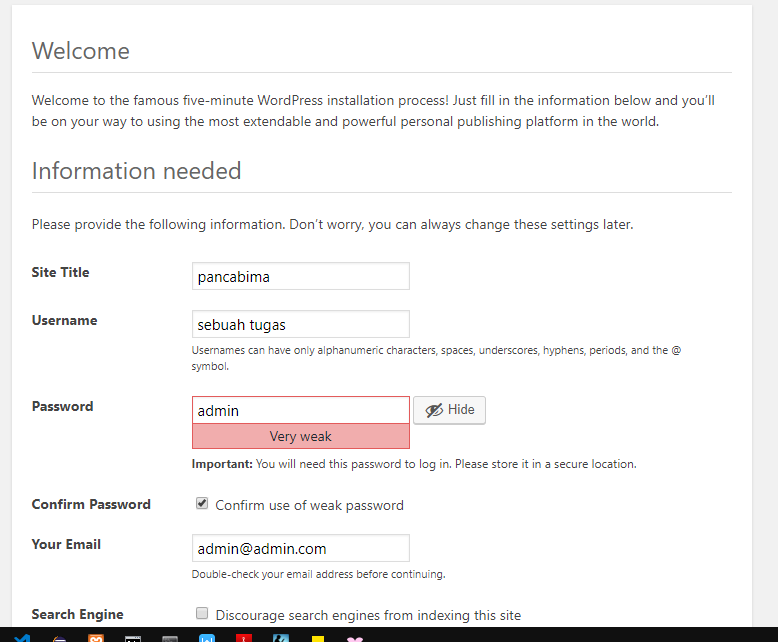 Welcome
Welcome to the famous five-minute WordPress installation process! Just fill in the information below and you’ll
be on your way to using the most extendable and powerful personal publishing platform in the world.
Information needed
Please provide the following information. Don’t worry, you can always change these settings later.
Site Title
pancabima
Username
sebuah tugas
Usernames can have only alphanumeric characters, spaces, underscores, hyphens, periods, and the @
symbol.
Password
admin
Hide
Very weak
Important: You will need this password to log in. Please store it in a secure location.
Confirm Password
Confirm use of weak password
Your Email
admin@admin.com
Double-check your email address before continuing.
Search Engine
Discourage search engines from indexing this site